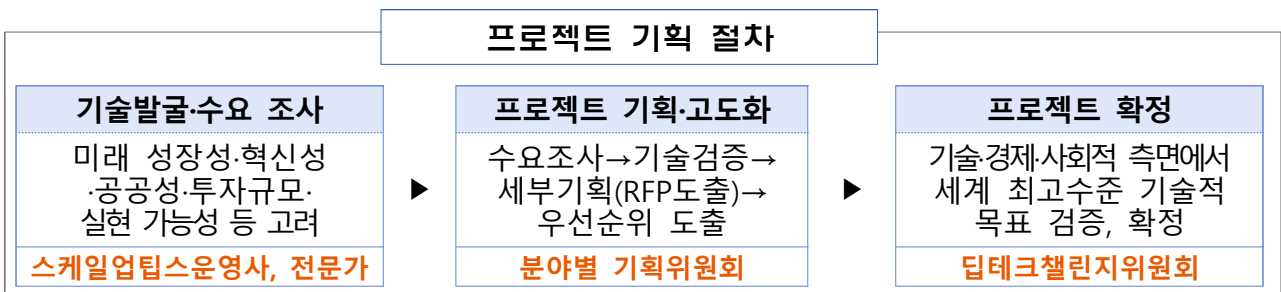 프로젝트 기획 절차
기술발굴·수요 조사
미래 성장성·혁신성
·공공성·투자규모·
실현 가능성 등 고려
스케일업팁스운영사, 전문가
▶
프로젝트 기획·고도화
수요조사→기술검증→
세부기획(RFP도출)→
우선순위 도출
분야별 기획위원회
▶
프로젝트 확정
기술·경제·사회적 측면에서
세계 최고수준 기술적
목표 검증, 확정
딥테크챌린지위원회